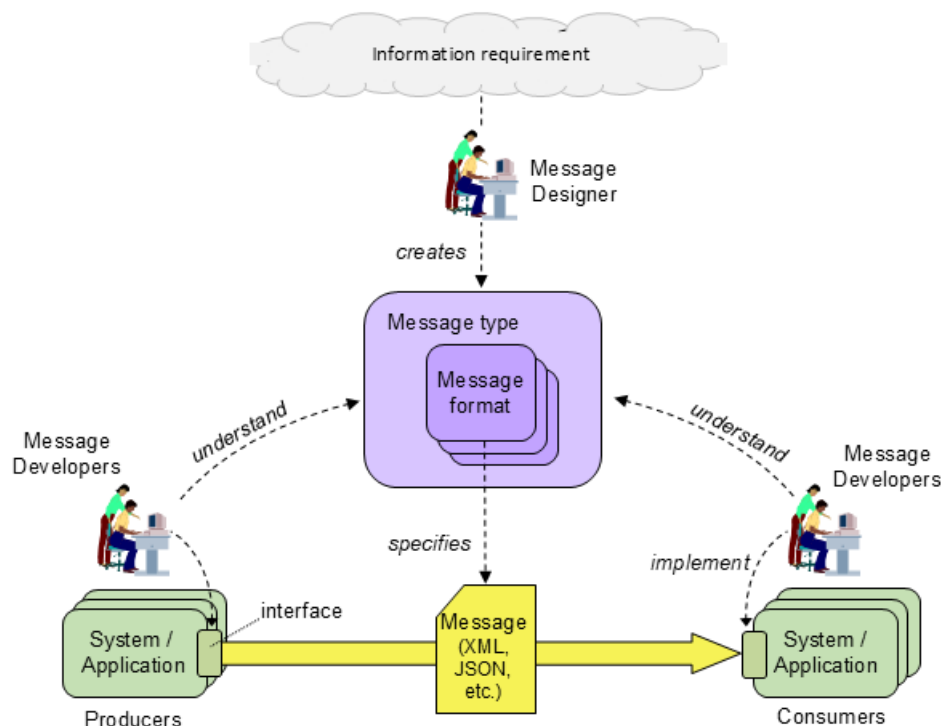 Information requirement
Message
Designer
creates
Message type
Message
format
understand
understand
Message
Developers
Message
Developers
specifies
implement
interface
System /
Application
Message
(XML,
JSON,
etc.)
System /
Application
Producers
Consumers